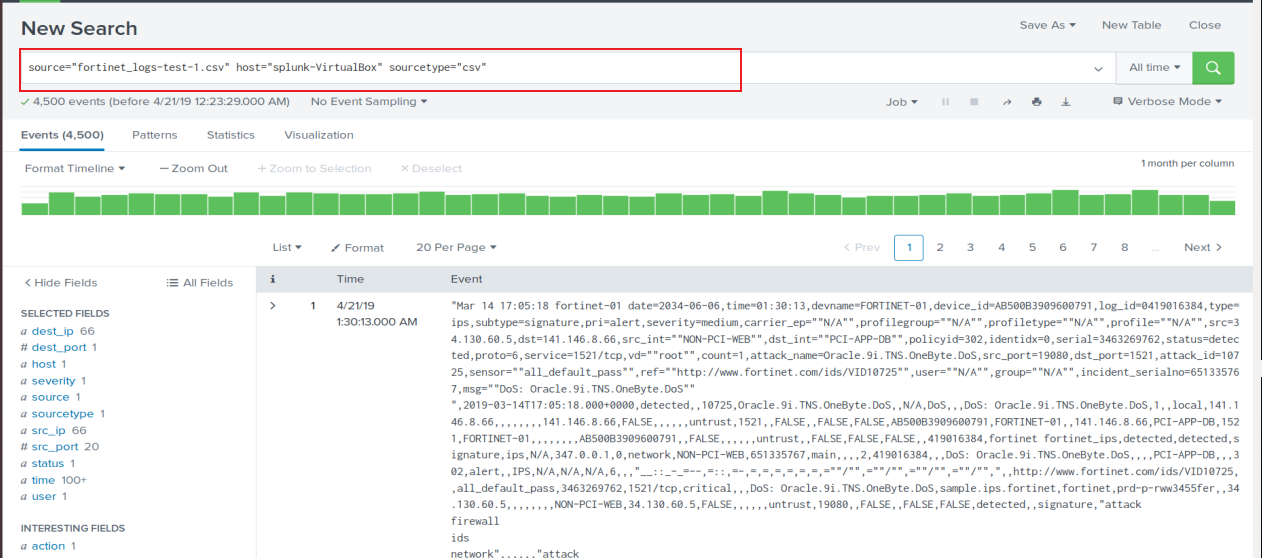 New Search
Save As
New Table
Close
source="fortinet_logs-test-1.csv" host="splunk-VirtualBox" sourcetype="csv"
All time
4,500 events (before 4/21/19 12:23:29.000 AM)
No Event Sampling
Job
Verbose Mode
Events (4,500)
Patterns
Statistics
Visualization
Format Timeline
— Zoom Out
+ Zoom to Selection
× Deselect
1 month per column
List
Format
20 Per Page
< Prev
1
2
3
4
5
6
7
8
...
Next >
< Hide Fields
All Fields
SELECTED FIELDS
a dest_ip 66
# dest_port 1
a host 1
a severity 1
a source 1
a sourcetype 1
a src_ip 66
# src_port 20
a status 1
a time 100+
a user 1
INTERESTING FIELDS
a action 1
i
Time
Event
>
1
4/21/19
1:30:13.000 AM
"Mar 14 17:05:18 fortinet-01 date=2034-06-06,time=01:30:13,devname=FORTINET-01,device_id=AB500B3909600791,log_id=0419016384,type=
ips,subtype=signature,pri=alert,severity=medium,carrier_ep=""N/A"",profilegroup=""N/A"",profiletype=""N/A"",profile=""N/A"",src=3
4.130.60.5,dst=141.146.8.66,src_int=""NON-PCI-WEB"",dst_int=""PCI-APP-DB"",policyid=302,identidx=0,serial=3463269762,status=detec
ted,proto=6,service=1521/tcp,vd=""root"",count=1,attack_name=Oracle.9i.TNS.OneByte.DoS,src_port=19080,dst_port=1521,attack_id=107
25,sensor=""all_default_pass"",ref=""http://www.fortinet.com/ids/VID10725"",user=""N/A"",group=""N/A"",incident_serialno=65133576
7,msg=""DoS: Oracle.9i.TNS.OneByte.DoS""
",2019-03-14T17:05:18.000+0000,detected,,10725,Oracle.9i.TNS.OneByte.DoS,,N/A,DoS,,,DoS: Oracle.9i.TNS.OneByte.DoS,1,,local,141.1
46.8.66,,,,,,,,141.146.8.66,FALSE,,,,,,untrust,1521,,FALSE,,FALSE,FALSE,AB500B3909600791,FORTINET-01,,141.146.8.66,PCI-APP-DB,152
1,FORTINET-01,,,,,,,,AB500B3909600791,,FALSE,,,,,,untrust,,FALSE,FALSE,FALSE,,419016384,fortinet fortinet_ips,detected,detected,s
ignature,ips,N/A,347.0.0.1,0,network,NON-PCI-WEB,651335767,main,,,,2,419016384,,,DoS: Oracle.9i.TNS.OneByte.DoS,,,,PCI-APP-DB,,,3
02,alert,,IPS,N/A,N/A,N/A,6,,,"__::_-_=--,=::,=-,=,=,=,=,=,=""/"",=""/"",=""/"",=""/"",",,http://www.fortinet.com/ids/VID10725,
,all_default_pass,3463269762,1521/tcp,critical,,,DoS: Oracle.9i.TNS.OneByte.DoS,sample.ips.fortinet,fortinet,prd-p-rww3455fer,,34
.130.60.5,,,,,,,,NON-PCI-WEB,34.130.60.5,FALSE,,,,,,untrust,19080,,FALSE,,FALSE,FALSE,detected,,signature,"attack
firewall
ids
network",,,,,,"attack